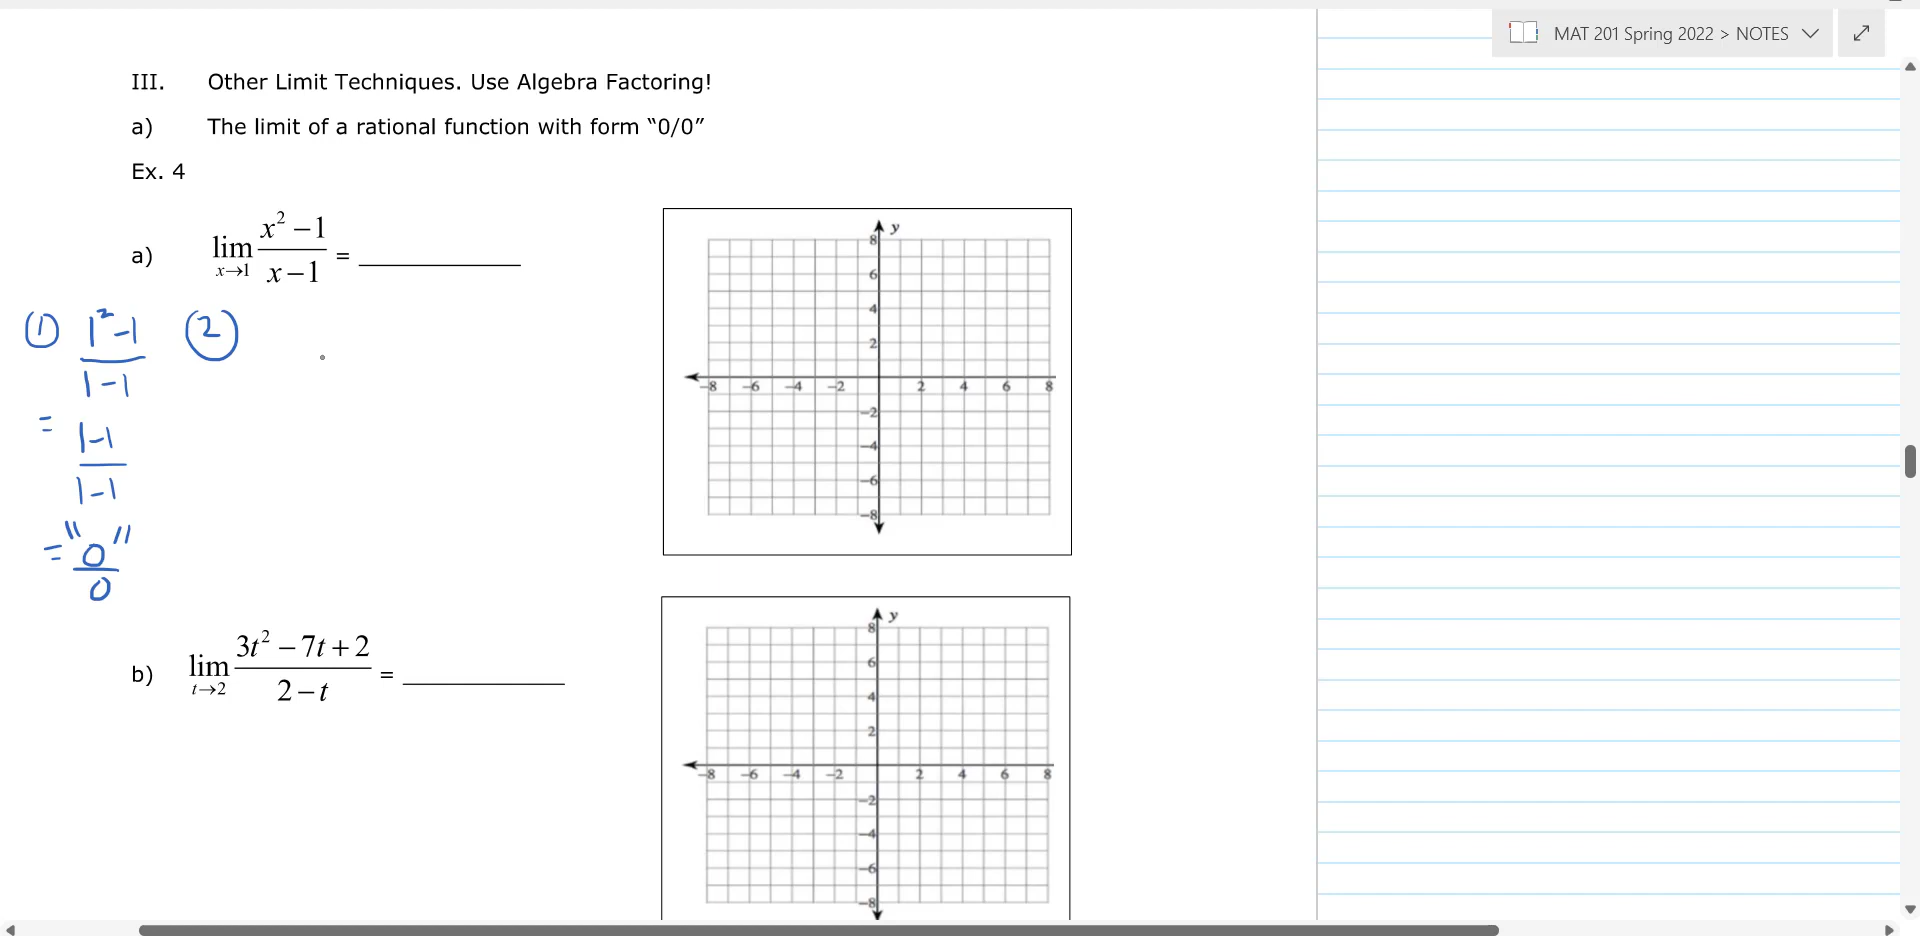 MAT 201 Spring 2022 > NOTES
III. Other Limit Techniques. Use Algebra Factoring!
a) The limit of a rational function with form “0/0”
Ex. 4
a) lim x→1 (x² − 1)/(x − 1) = __________
① (1² − 1)/(1 − 1) ②
= (1 − 1)/(1 − 1)
= "0"/0
y
8
6
4
2
−8 −6 −4 −2 2 4 6 8
−2
−4
−6
−8
b) lim t→2 (3t² − 7t + 2)/(2 − t) = __________
y
8
6
4
2
−8 −6 −4 −2 2 4 6 8
−2
−4
−6
−8